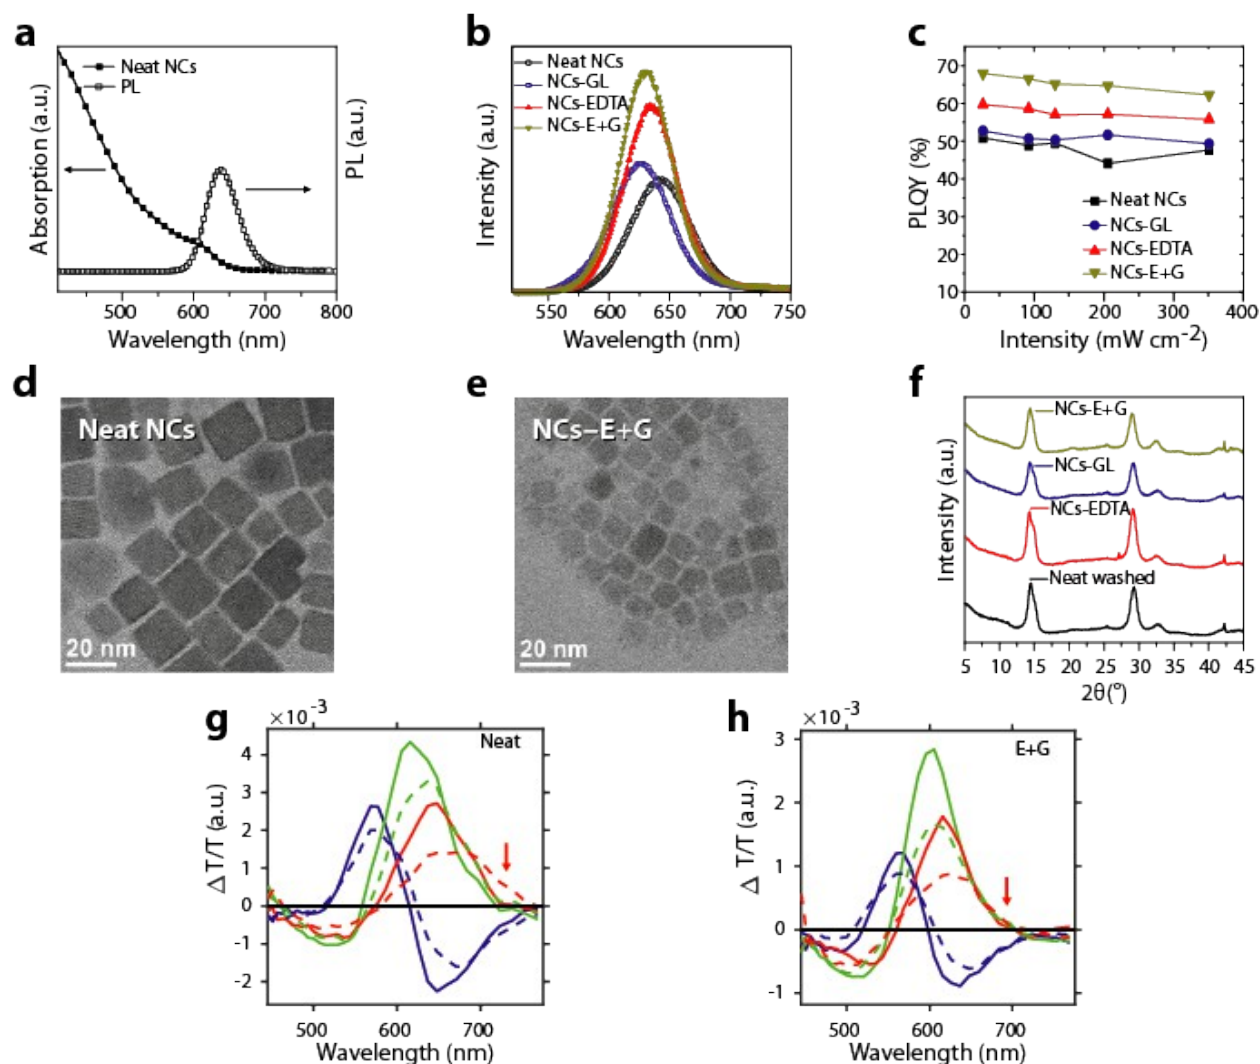 a
Absorption (a.u.)
Neat NCs
PL
PL (a.u.)
500 600 700 800
Wavelength (nm)
b
Intensity (a.u.)
Neat NCs
NCs-GL
NCs-EDTA
NCs-E+G
550 600 650 700 750
Wavelength (nm)
c
PLQY (%)
70
60
50
40
30
20
10
Neat NCs
NCs-GL
NCs-EDTA
NCs-E+G
0 100 200 300 400
Intensity (mW cm-2)
d
Neat NCs
20 nm
e
NCs–E+G
20 nm
f
Intensity (a.u.)
NCs-E+G
NCs-GL
NCs-EDTA
Neat washed
5 10 15 20 25 30 35 40 45
2θ(°)
g
×10-3
Neat
Δ T/T (a.u.)
4
3
2
1
0
-1
-2
500 600 700
Wavelength (nm)
h
×10-3
E+G
Δ T/T (a.u.)
3
2
1
0
-1
500 600 700
Wavelength (nm)